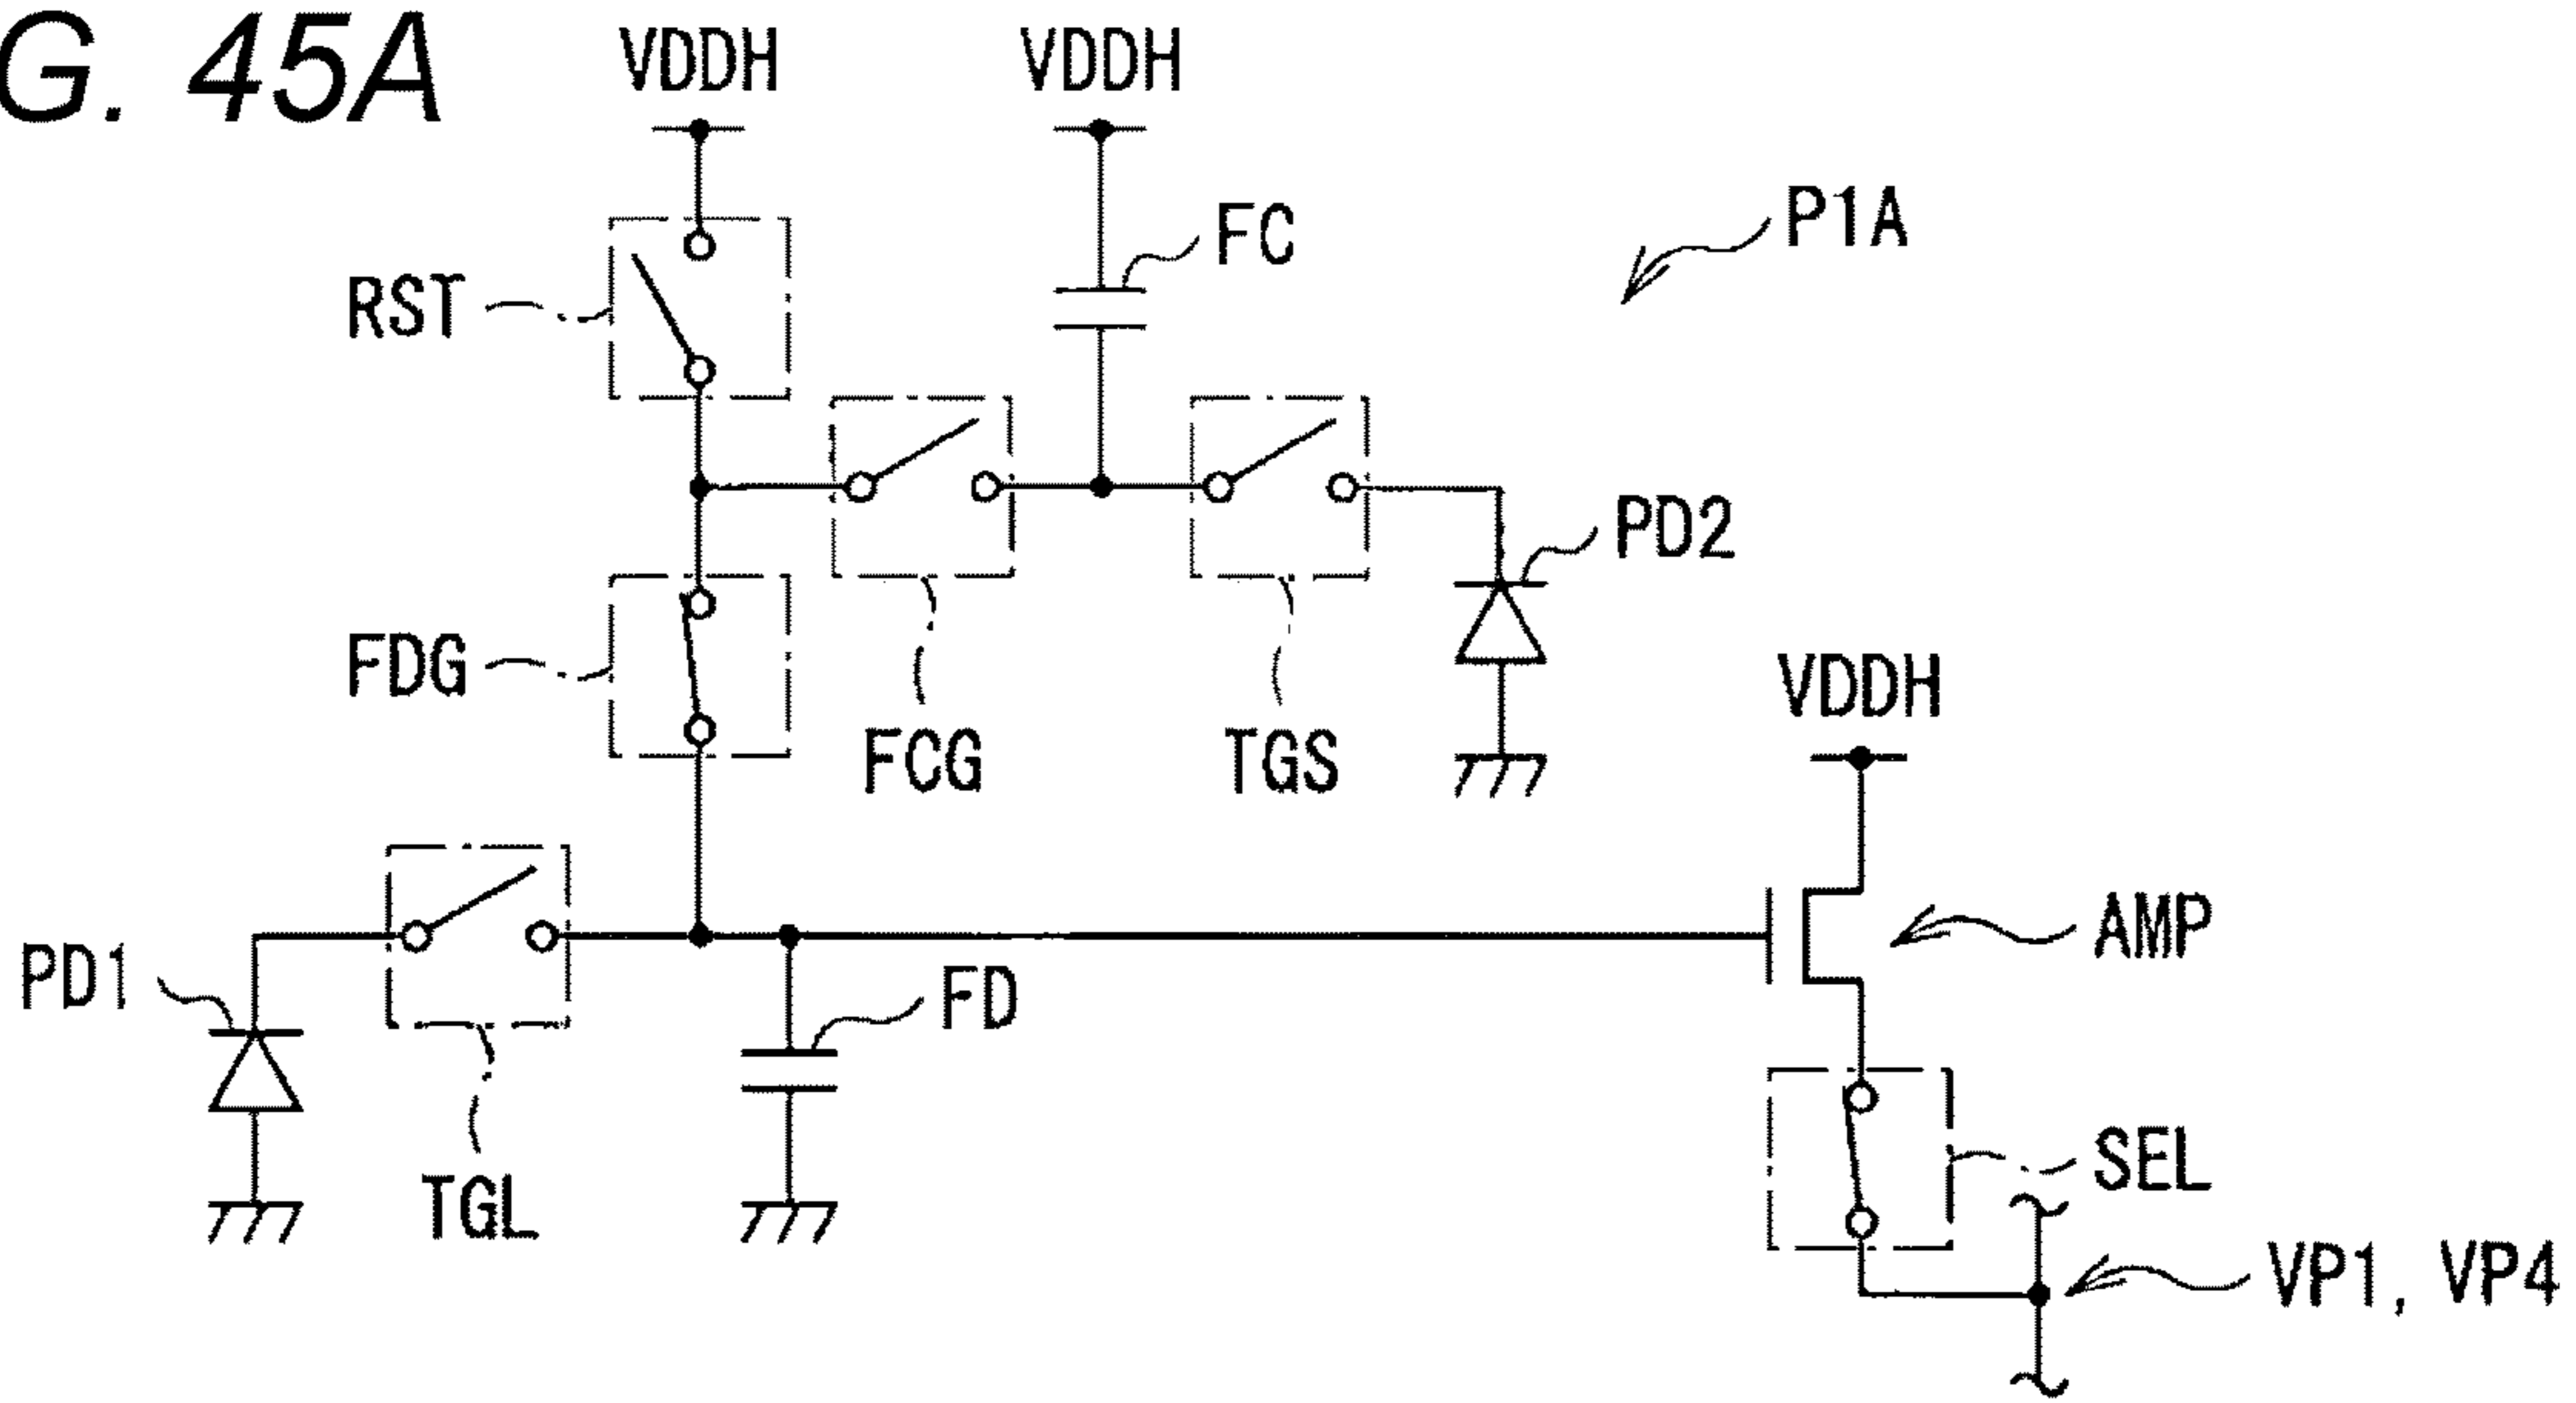 G. 45A
VDDH
VDDH
FC
P1A
RST
PD2
FDG
VDDH
FCG
TGS
AMP
PD1
FD
SEL
TGL
VP1, VP4